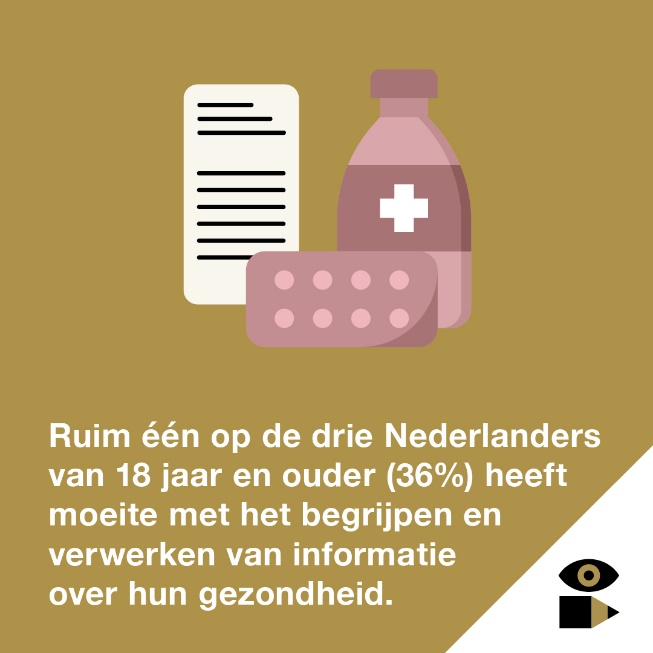 Ruim één op de drie Nederlanders
van 18 jaar en ouder (36%) heeft
moeite met het begrijpen en
verwerken van informatie
over hun gezondheid.